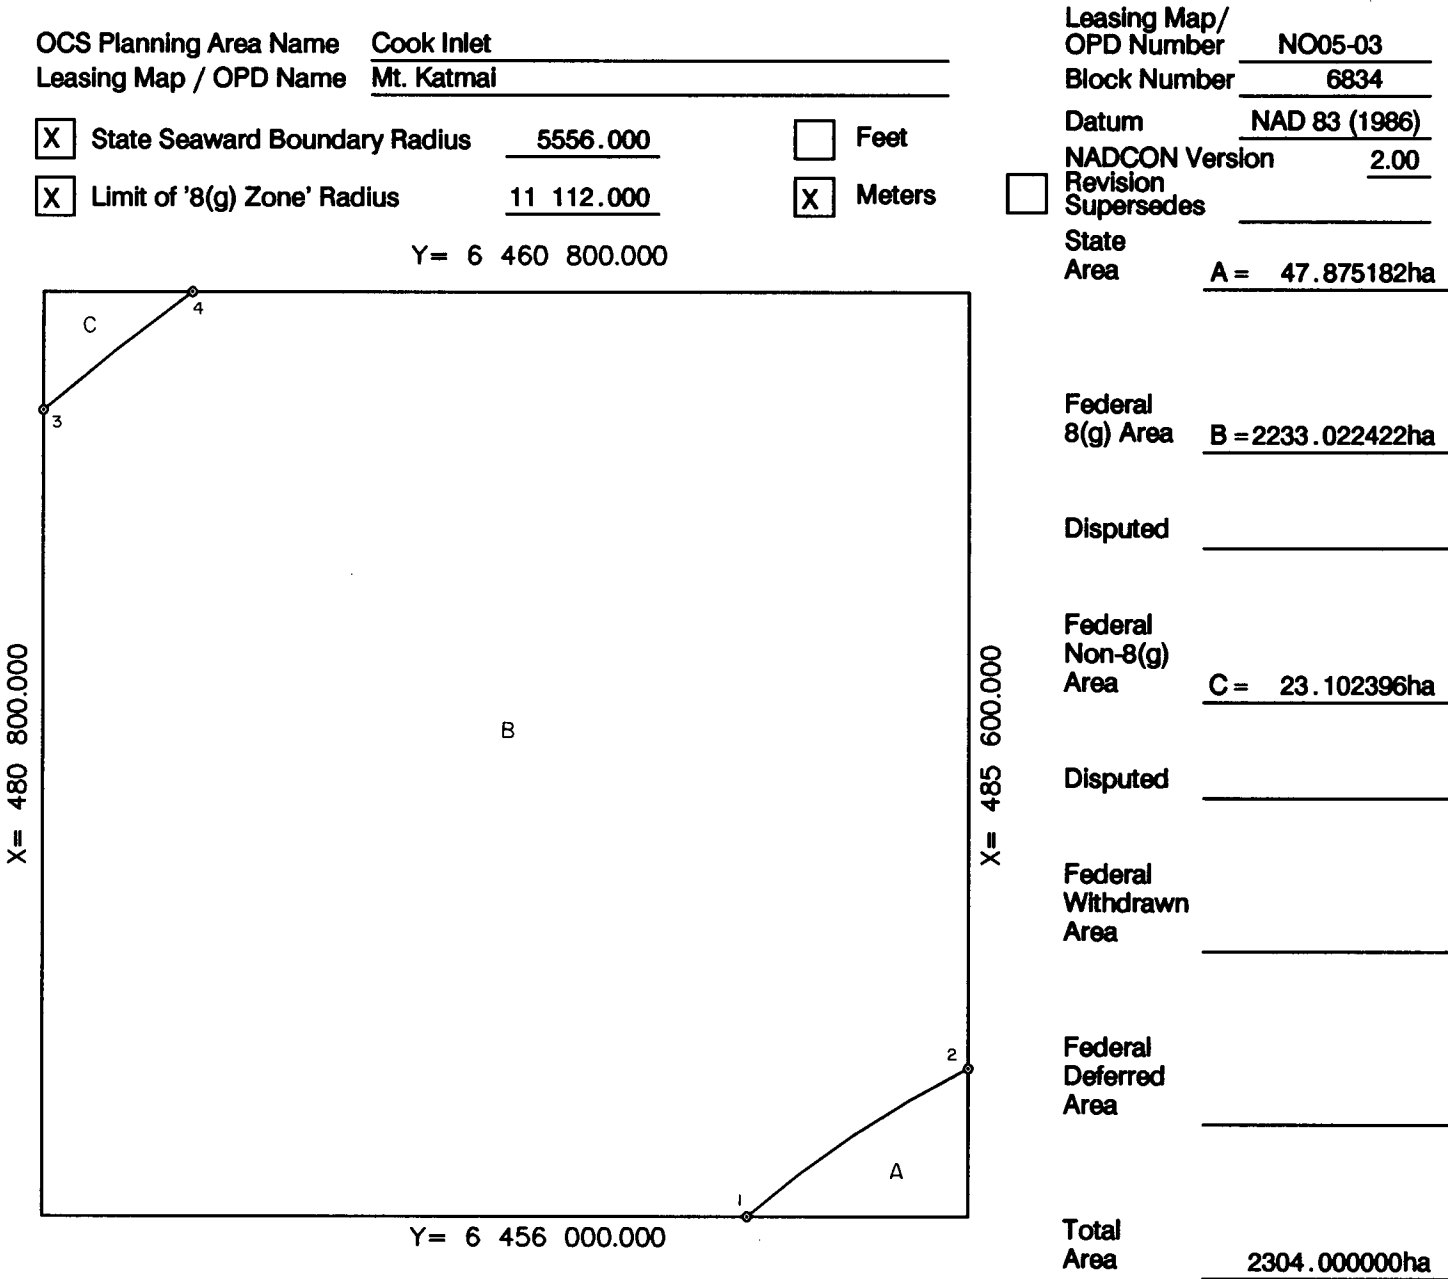 OCS Planning Area Name Cook Inlet
Leasing Map / OPD Name Mt. Katmai
X State Seaward Boundary Radius 5556.000 Feet
X Limit of '8(g) Zone' Radius 11 112.000 X Meters
Leasing Map/
OPD Number NO05-03
Block Number 6834
Datum NAD 83 (1986)
NADCON Version 2.00
Revision
Supersedes
State
Area A = 47.875182ha
Y= 6 460 800.000
4
C
3
Federal
8(g) Area B =2233.022422ha
Disputed
Federal
Non-8(g)
Area C = 23.102396ha
X= 480 800.000
B
X= 485 600.000
Disputed
Federal
Withdrawn
Area
Federal
Deferred
Area
2
A
1
Y= 6 456 000.000
Total
Area 2304.000000ha